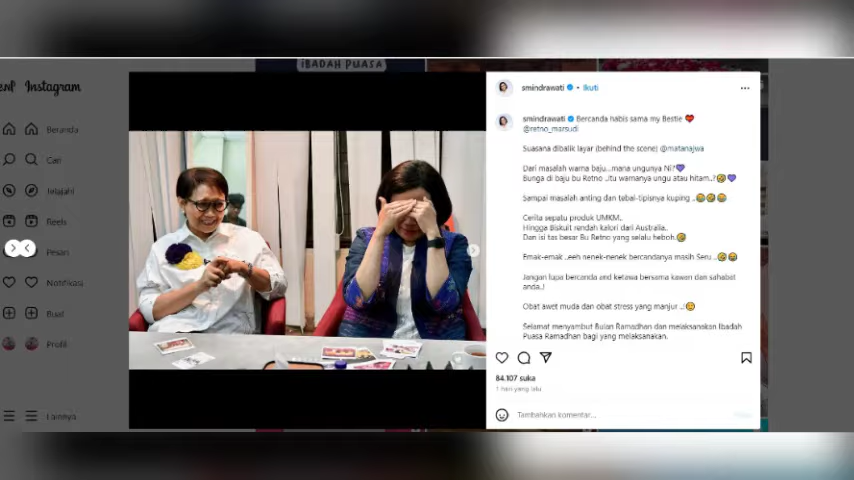 IBADAH PUASA
Instagram
Beranda
Cari
Jelajahi
Reels
Pesan
Notifikasi
Buat
Profil
Lainnya
smindrawati • Ikuti
smindrawati Bercanda habis sama my Bestie ❤️
@retno_marsudi
Suasana dibalik layar (behind the scene) @matanajwa
Dari masalah warna baju...mana ungunya Ni?💜
Bunga di baju bu Retno ..itu warnanya ungu atau hitam..?🤣💜
Sampai masalah anting dan tebal-tipisnya kuping ..😂🤣😂
Cerita sepatu produk UMKM..
Hingga Biskuit rendah kalori dari Australia..
Dan isi tas besar Bu Retno yang selalu heboh.🤣
Emak-emak ..eeh nenek-nenek bercandanya masih Seru ..🤣😂
Jangan lupa bercanda and ketawa bersama kawan dan sahabat
anda..!
Obat awet muda dan obat stress yang manjur ..!😊
Selamat menyambut Bulan Ramadhan dan melaksanakan Ibadah
Puasa Ramadhan bagi yang melaksanakan.
84.107 suka
1 hari yang lalu
Tambahkan komentar...